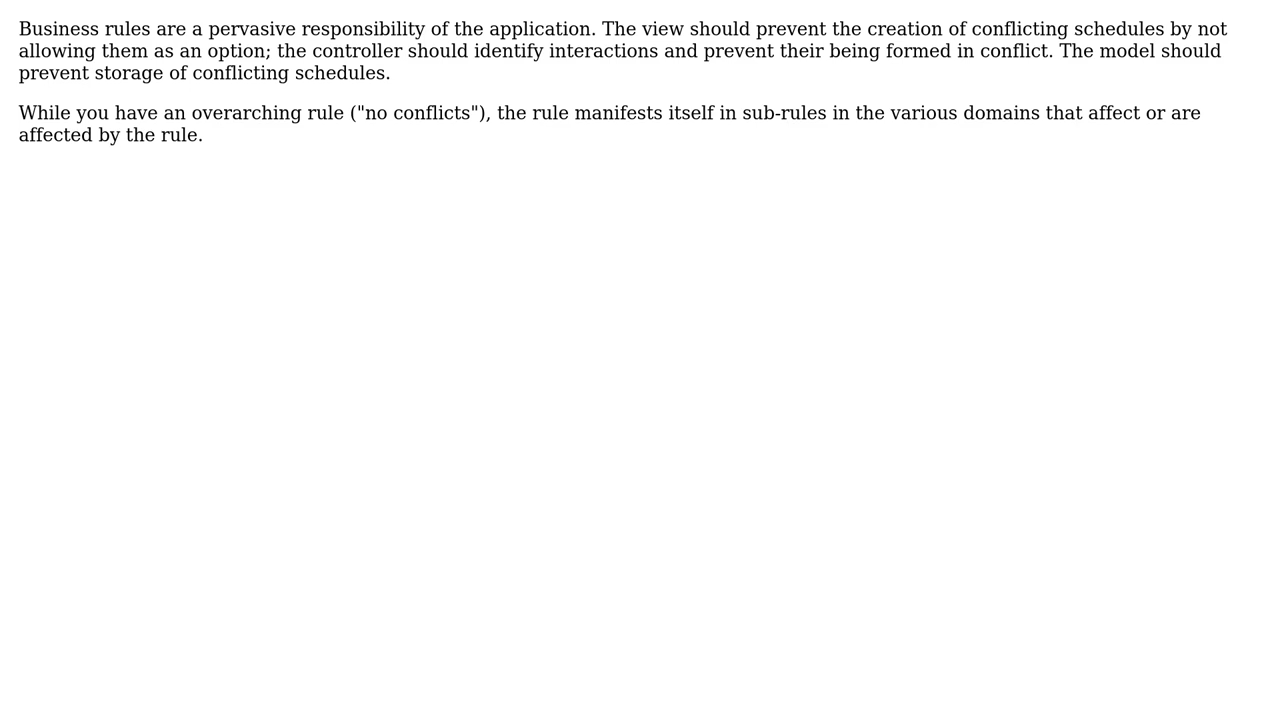 Business rules are a pervasive responsibility of the application. The view should prevent the creation of conflicting schedules by not
allowing them as an option; the controller should identify interactions and prevent their being formed in conflict. The model should
prevent storage of conflicting schedules.
While you have an overarching rule ("no conflicts"), the rule manifests itself in sub-rules in the various domains that affect or are
affected by the rule.